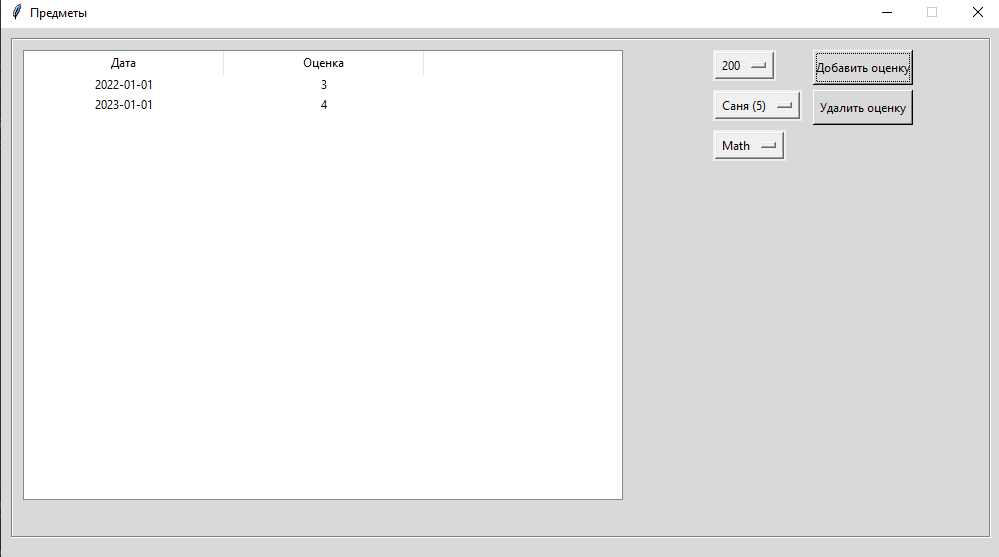 Предметы
Дата Оценка
2022-01-01 3
2023-01-01 4
200
Саня (5)
Math
Добавить оценку
Удалить оценку